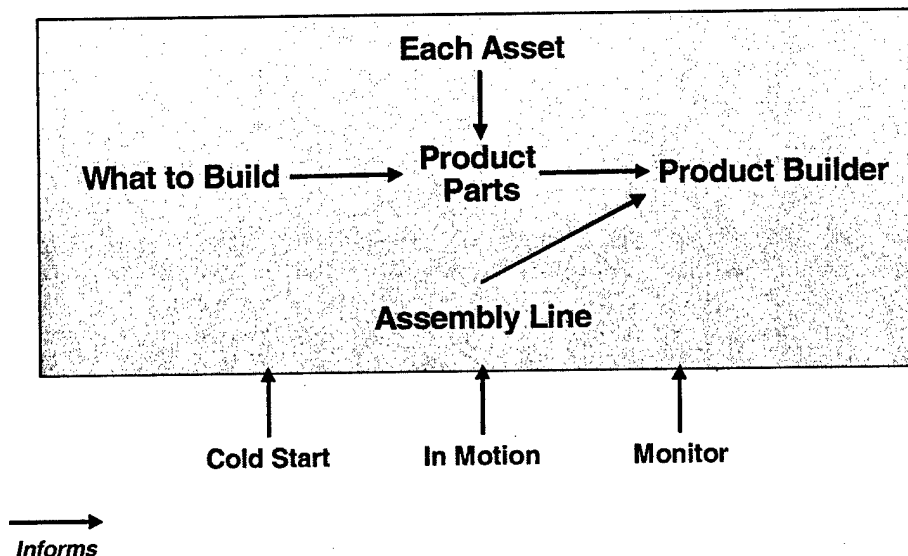 Each Asset
What to Build
Product
Parts
Product Builder
Assembly Line
Cold Start
In Motion
Monitor
Informs